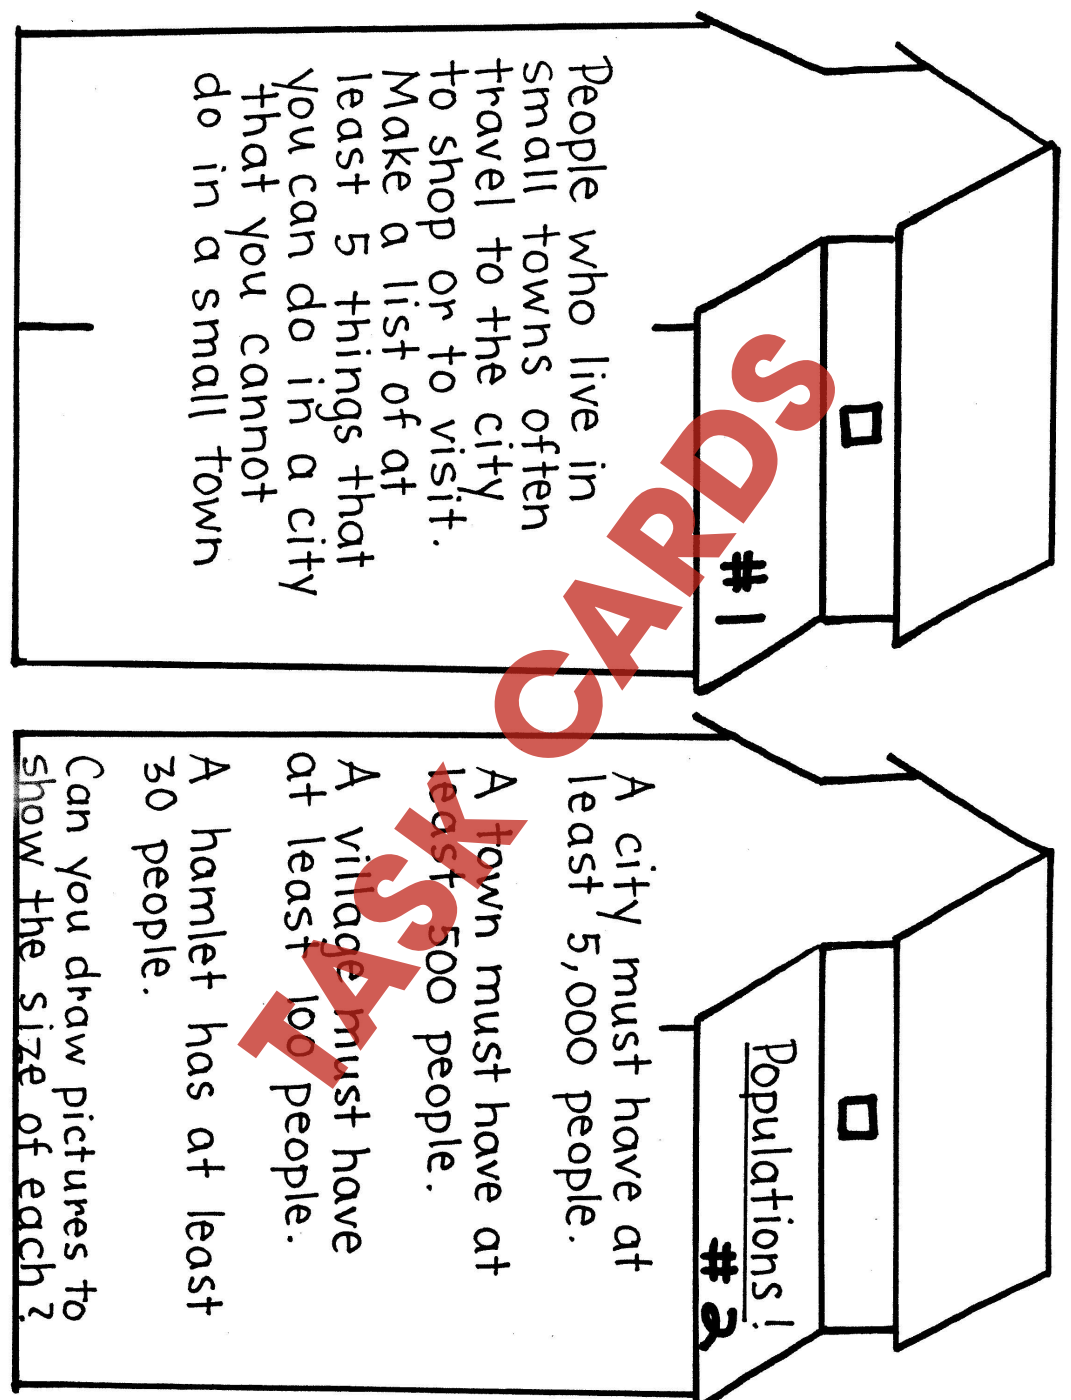 #1
People who live in
small towns often
travel to the city
to shop or to visit.
Make a list of at
least 5 things that
you can do in a city
that you cannot
do in a small town
Populations!
#2
A city must have at
least 5,000 people.
A town must have at
least 500 people.
A village must have
at least 100 people.
A hamlet has at least
30 people.
Can you draw pictures to
show the size of each?
TASK CARDS